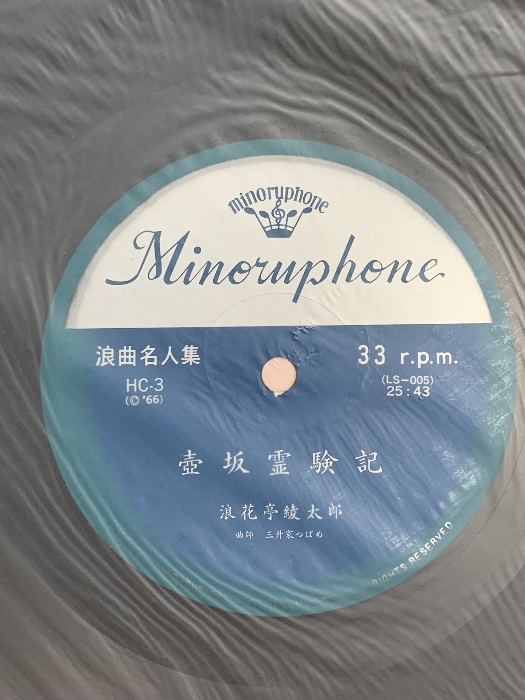 minoruphone
Minoruphone
浪曲名人集
33 r.p.m.
HC-3
(LS-005)
(© '66)
25:43
壺坂霊験記
浪花亭綾太郎
曲師 三升家つばめ
RIGHTS RESERVED